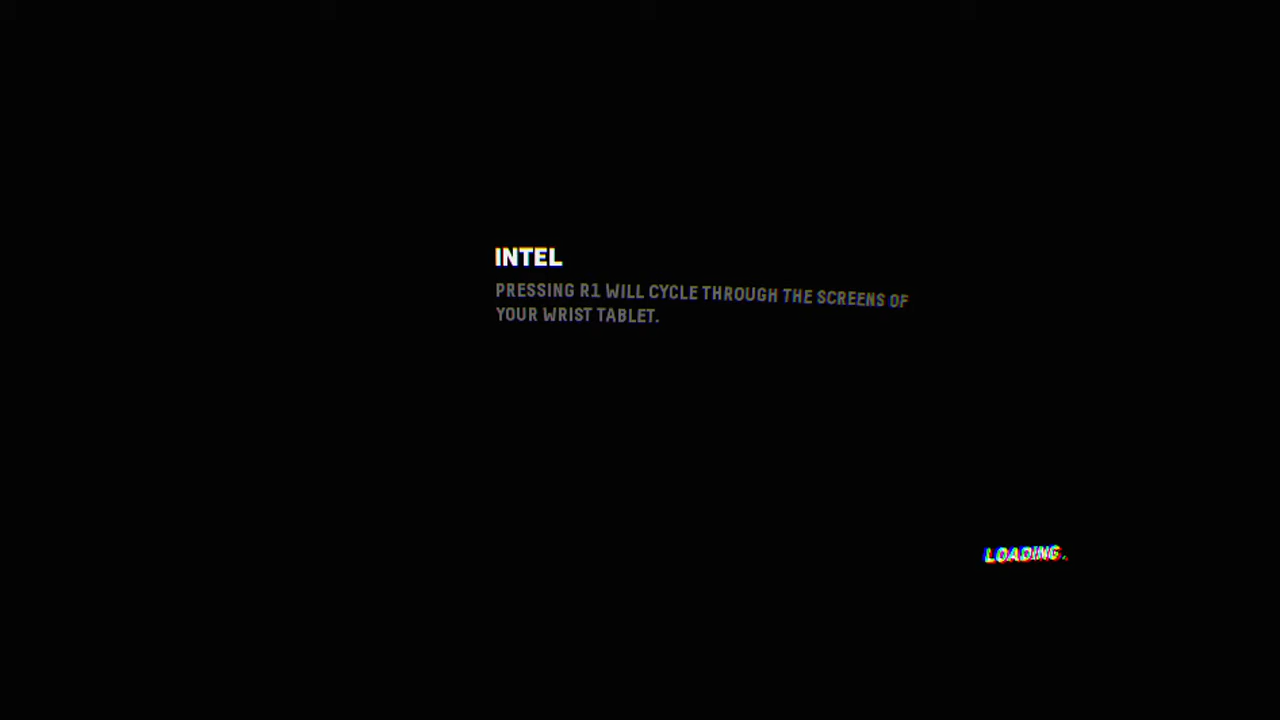 INTEL
PRESSING R1 WILL CYCLE THROUGH THE SCREENS OF
YOUR WRIST TABLET.
LOADING.